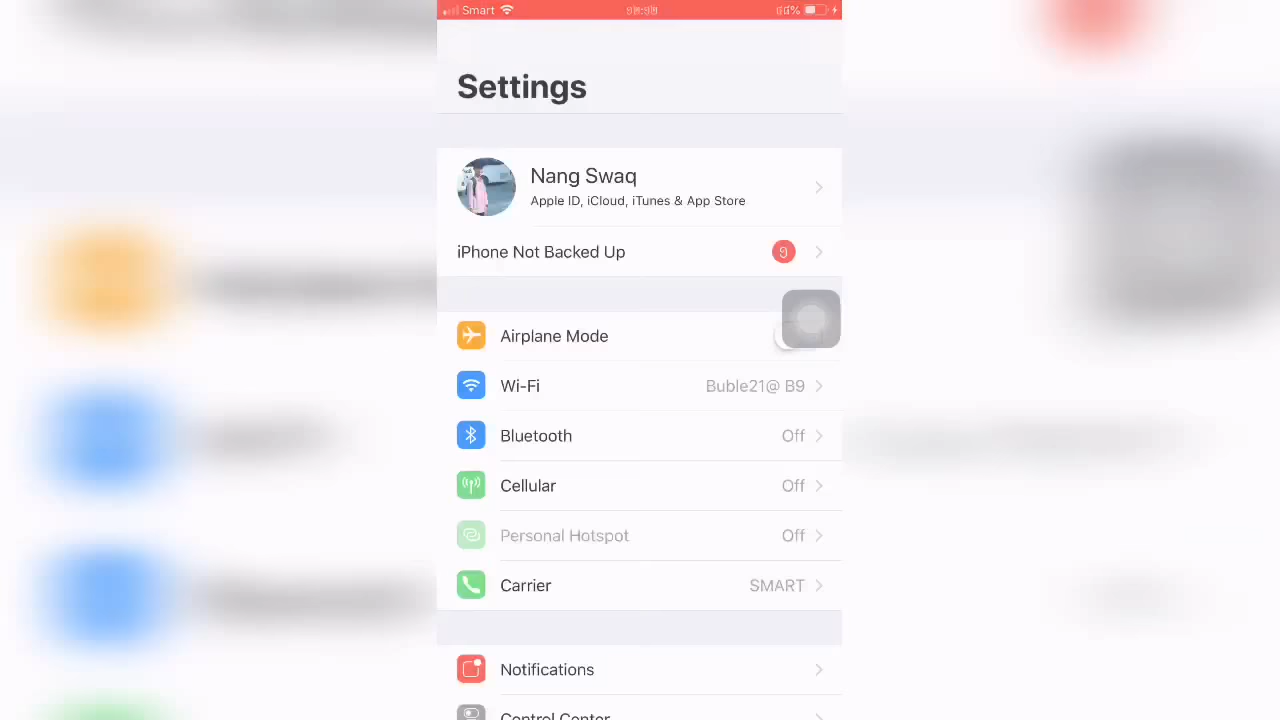 Smart
Settings
Nang Swaq
Apple ID, iCloud, iTunes & App Store
iPhone Not Backed Up
Airplane Mode
Wi-Fi Buble21@ B9
Bluetooth Off
Cellular Off
Personal Hotspot Off
Carrier SMART
Notifications
Control Center